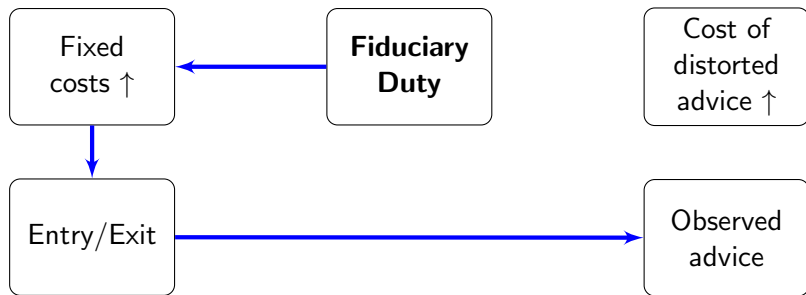 Fixed
costs ↑
Fiduciary
Duty
Cost of
distorted
advice ↑
Entry/Exit
Observed
advice